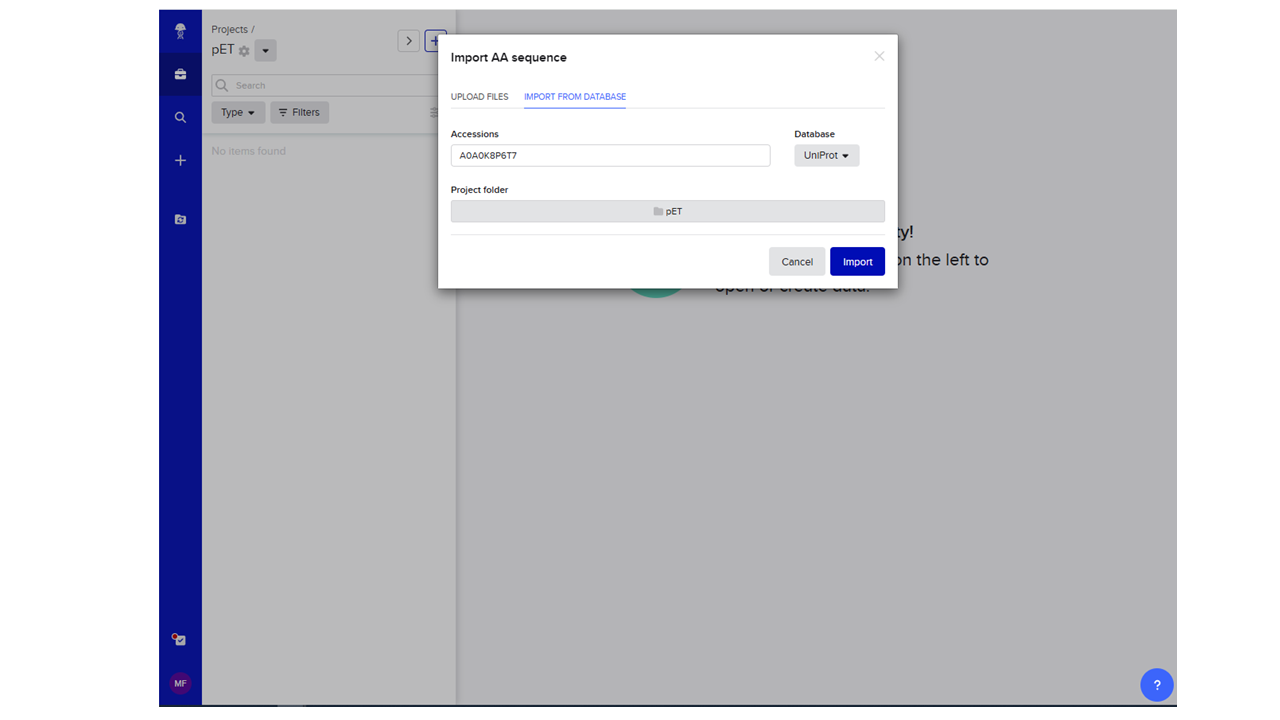 Projects /
pET
Search
Type
Filters
No items found
Import AA sequence
UPLOAD FILES
IMPORT FROM DATABASE
Accessions
Database
A0A0K8P6T7
UniProt
Project folder
pET
Cancel
Import
ty!
on the left to
open or create data.
MF
?